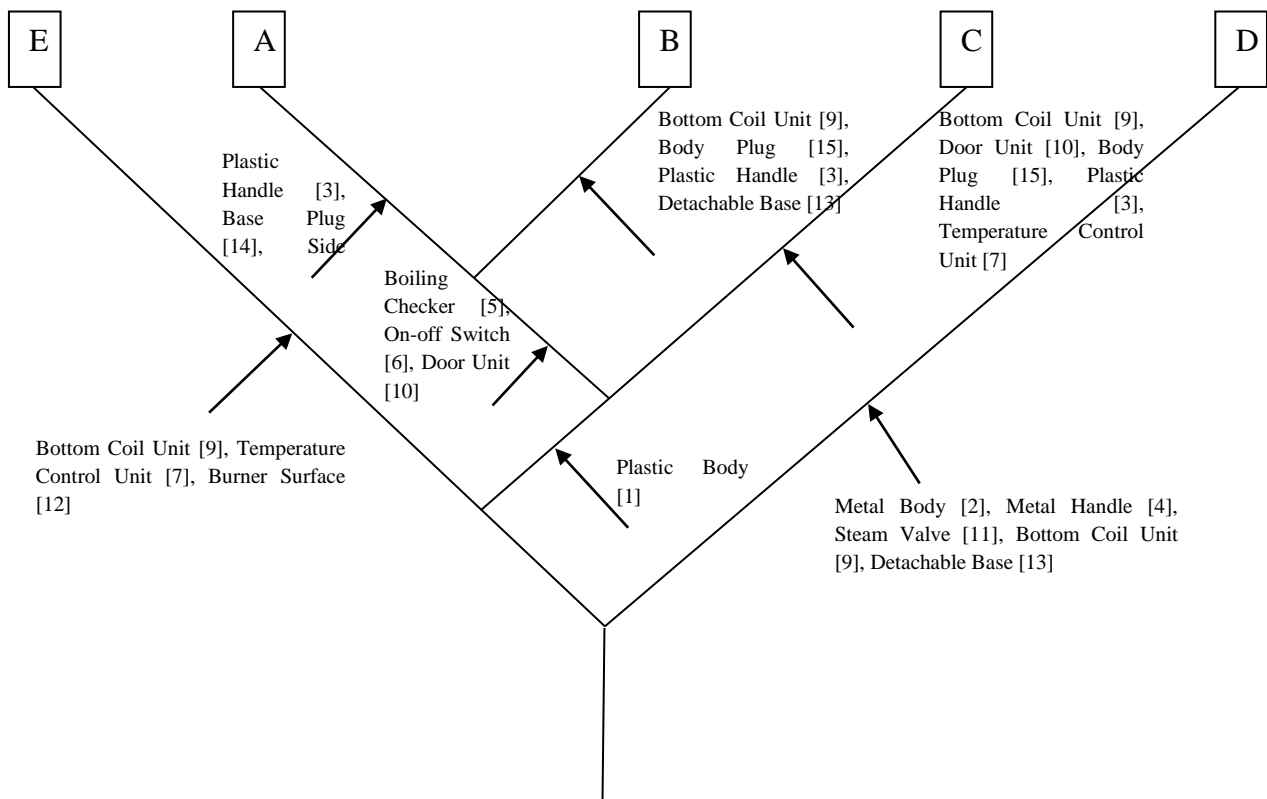 E
A
B
C
D
Bottom Coil Unit [9],
Body Plug [15],
Plastic Handle [3],
Detachable Base [13]
Bottom Coil Unit [9],
Door Unit [10], Body
Plug [15], Plastic
Handle [3],
Temperature Control
Unit [7]
Plastic
Handle [3],
Base Plug
[14], Side
Boiling
Checker [5],
On-off Switch
[6], Door Unit
[10]
Bottom Coil Unit [9], Temperature
Control Unit [7], Burner Surface
[12]
Plastic Body
[1]
Metal Body [2], Metal Handle [4],
Steam Valve [11], Bottom Coil Unit
[9], Detachable Base [13]